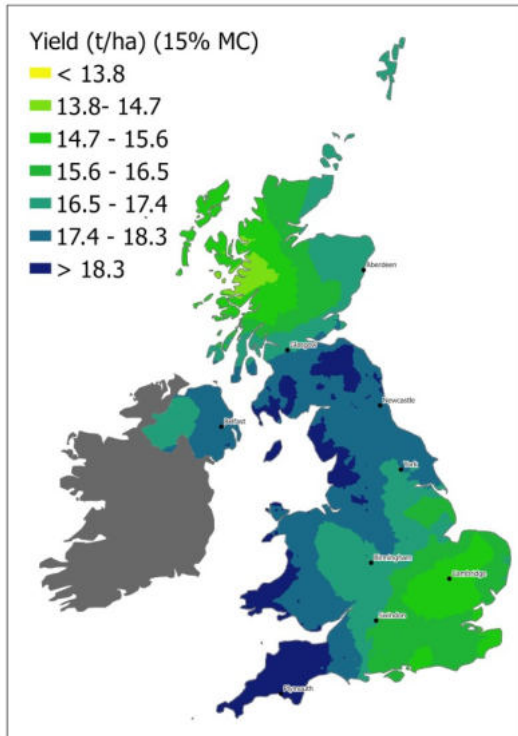 Yield (t/ha) (15% MC)
< 13.8
13.8- 14.7
14.7 - 15.6
15.6 - 16.5
16.5 - 17.4
17.4 - 18.3
> 18.3
Aberdeen
Glasgow
Newcastle
Belfast
York
Birmingham
Cambridge
Swindon
Plymouth